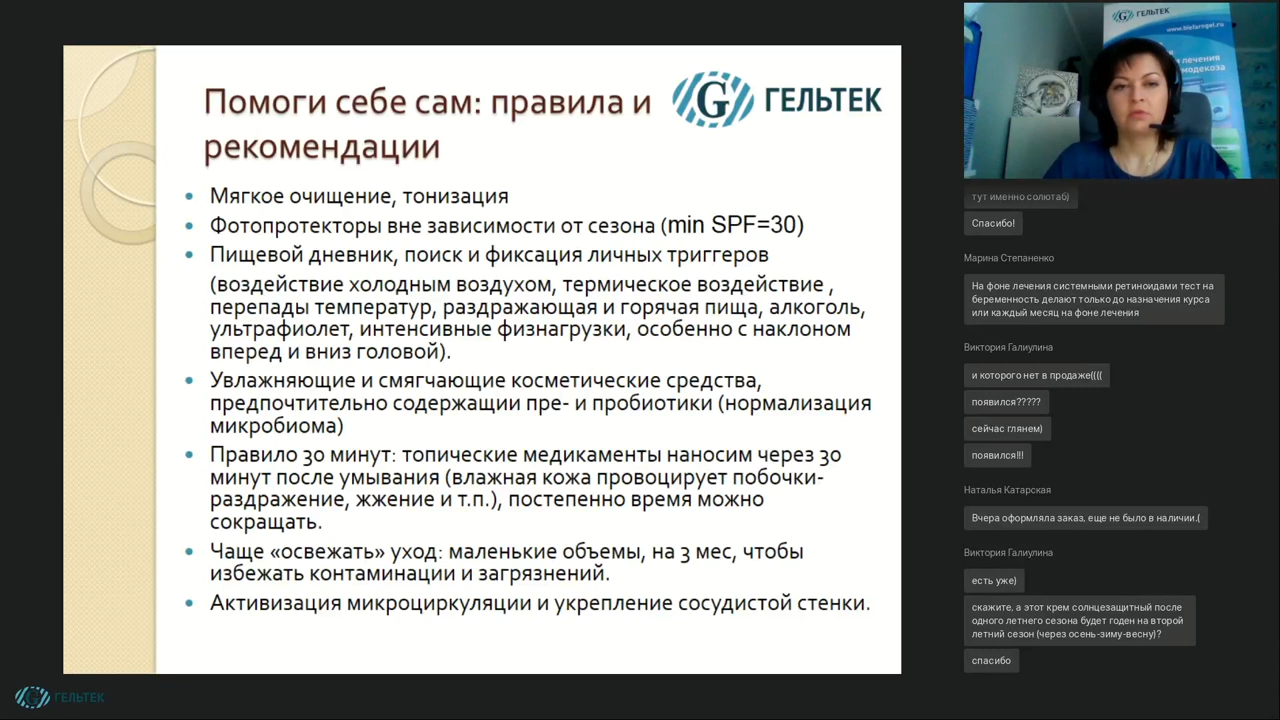 Помоги себе сам: правила и
рекомендации
G ГЕЛЬТЕК
Мягкое очищение, тонизация
Фотопротекторы вне зависимости от сезона (min SPF=30)
Пищевой дневник, поиск и фиксация личных триггеров
(воздействие холодным воздухом, термическое воздействие ,
перепады температур, раздражающая и горячая пища, алкоголь,
ультрафиолет, интенсивные физнагрузки, особенно с наклоном
вперед и вниз головой).
Увлажняющие и смягчающие косметические средства,
предпочтительно содержащии пре- и пробиотики (нормализация
микробиома)
Правило 30 минут: топические медикаменты наносим через 30
минут после умывания (влажная кожа провоцирует побочки-
раздражение, жжение и т.п.), постепенно время можно
сокращать.
Чаще «освежать» уход: маленькие объемы, на 3 мес, чтобы
избежать контаминации и загрязнений.
Активизация микроциркуляции и укрепление сосудистой стенки.
G ГЕЛЬТЕК
ГЕЛЬТЕК
www.biofarogel.ru
лечения
модекоза
тут именно солютаб)
Спасибо!
Марина Степаненко
На фоне лечения системными ретиноидами тест на
беременность делают только до назначения курса
или каждый месяц на фоне лечения
Виктория Галиулина
и которого нет в продаже((((
появился?????
сейчас глянем)
появился!!!
Наталья Катарская
Вчера оформляла заказ, еще не было в наличии.(
Виктория Галиулина
есть уже)
скажите, а этот крем солнцезащитный после
одного летнего сезона будет годен на второй
летний сезон (через осень-зиму-весну)?
спасибо